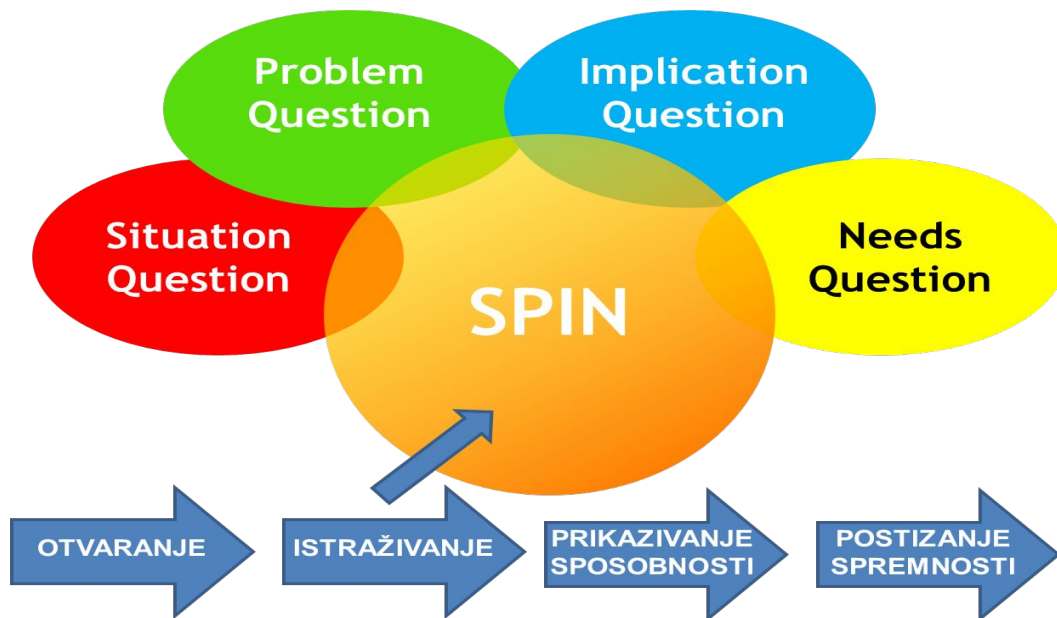 Problem
Question
Implication
Question
Situation
Question
Needs
Question
SPIN
OTVARANJE
ISTRAŽIVANJE
PRIKAZIVANJE
SPOSOBNOSTI
POSTIZANJE
SPREMNOSTI